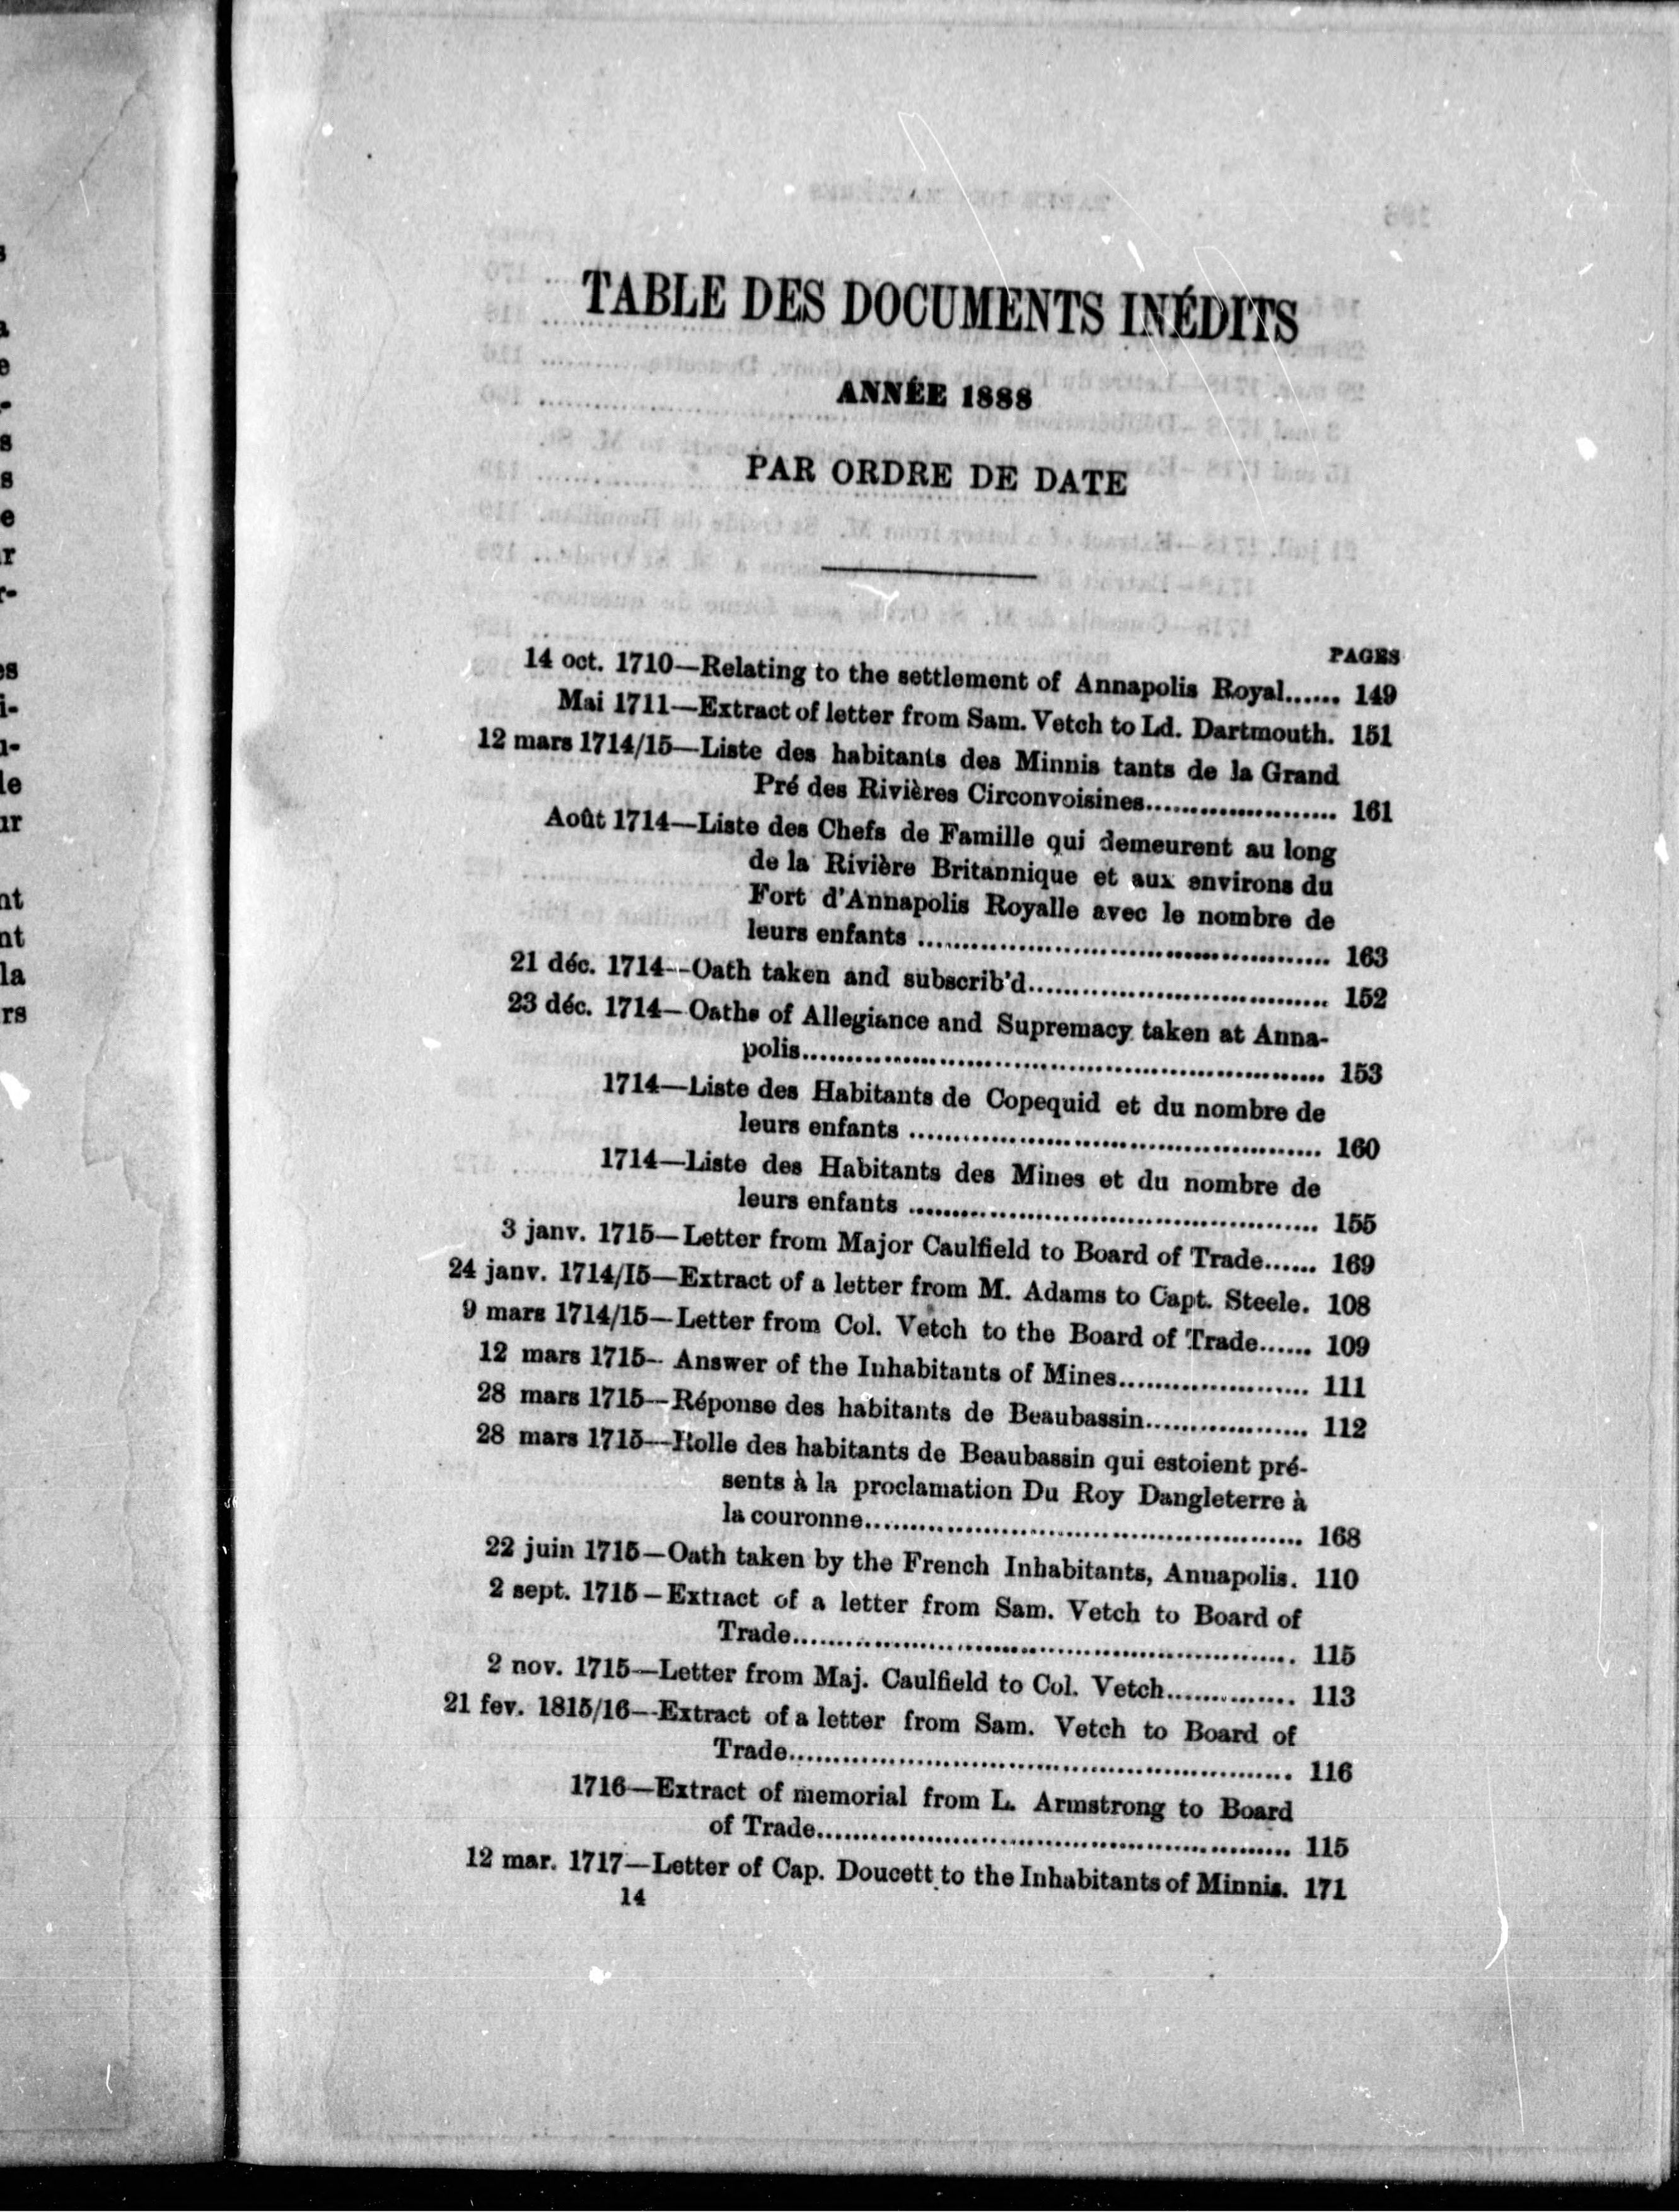 TABLE DES DOCUMENTS INÉDITS
ANNÉE 1888
PAR ORDRE DE DATE
PAGES
14 oct. 1710—Relating to the settlement of Annapolis Royal...... 149
Mai 1711—Extract of letter from Sam. Vetch to Ld. Dartmouth. 151
12 mars 1714/15—Liste des habitants des Minnis tants de la Grand
Pré des Rivières Circonvoisines...................... 161
Août 1714—Liste des Chefs de Famille qui demeurent au long
de la Rivière Britannique et aux environs du
Fort d'Annapolis Royalle avec le nombre de
leurs enfants ................................................ 163
21 déc. 1714--Oath taken and subscrib'd................................... 152
23 déc. 1714—Oaths of Allegiance and Supremacy taken at Anna-
polis............................................................. 153
1714—Liste des Habitants de Copequid et du nombre de
leurs enfants ................................................ 160
1714—Liste des Habitants des Mines et du nombre de
leurs enfants ................................................ 155
3 janv. 1715—Letter from Major Caulfield to Board of Trade...... 169
24 janv. 1714/15—Extract of a letter from M. Adams to Capt. Steele. 108
9 mars 1714/15—Letter from Col. Vetch to the Board of Trade...... 109
12 mars 1715-- Answer of the Inhabitants of Mines...................... 111
28 mars 1715—Réponse des habitants de Beaubassin................... 112
28 mars 1715—Rolle des habitants de Beaubassin qui estoient pré-
sents à la proclamation Du Roy Dangleterre à
la couronne................................................... 168
22 juin 1715—Oath taken by the French Inhabitants, Annapolis. 110
2 sept. 1715—Extract of a letter from Sam. Vetch to Board of
Trade........................................................... 115
2 nov. 1715—Letter from Maj. Caulfield to Col. Vetch............... 113
21 fev. 1815/16—Extract of a letter from Sam. Vetch to Board of
Trade........................................................... 116
1716—Extract of memorial from L. Armstrong to Board
of Trade....................................................... 115
12 mar. 1717—Letter of Cap. Doucett to the Inhabitants of Minnis. 171
14